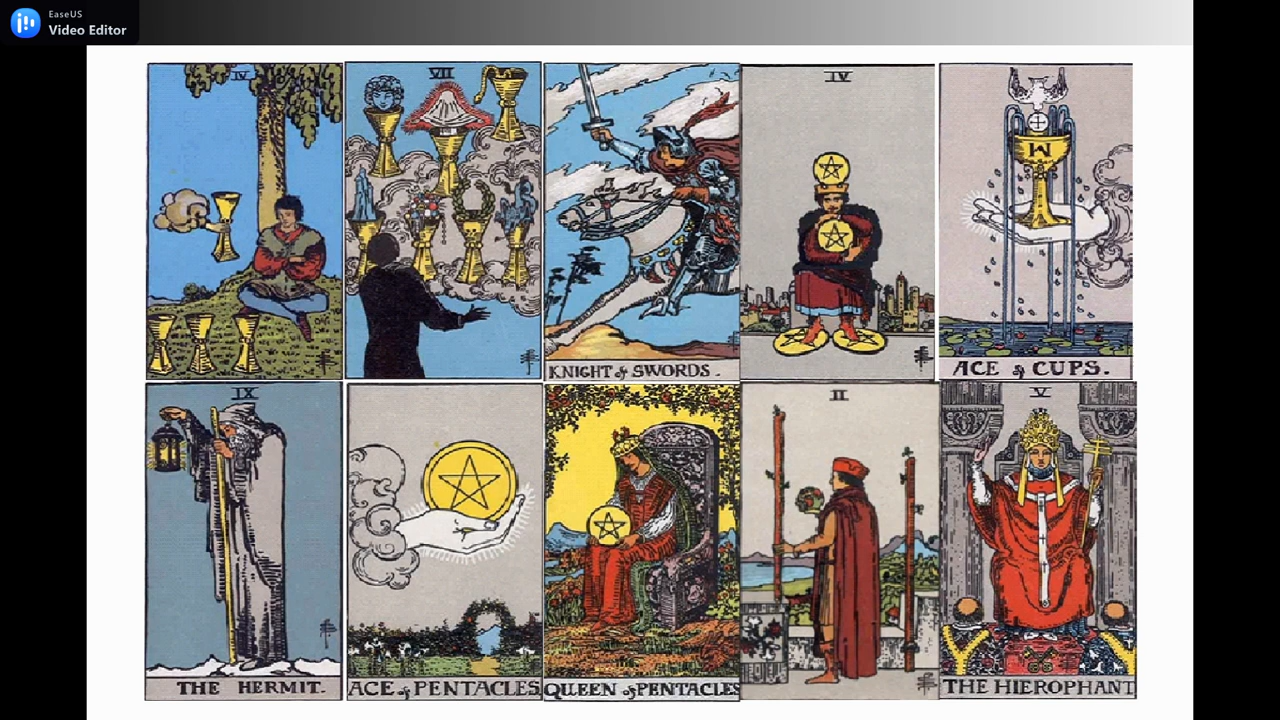 EaseUS
Video Editor
IV
VII
IV
M
KNIGHT of SWORDS.
ACE of CUPS.
IX
II
V
THE HERMIT.
ACE of PENTACLES
QUEEN of PENTACLES
THE HIEROPHANT